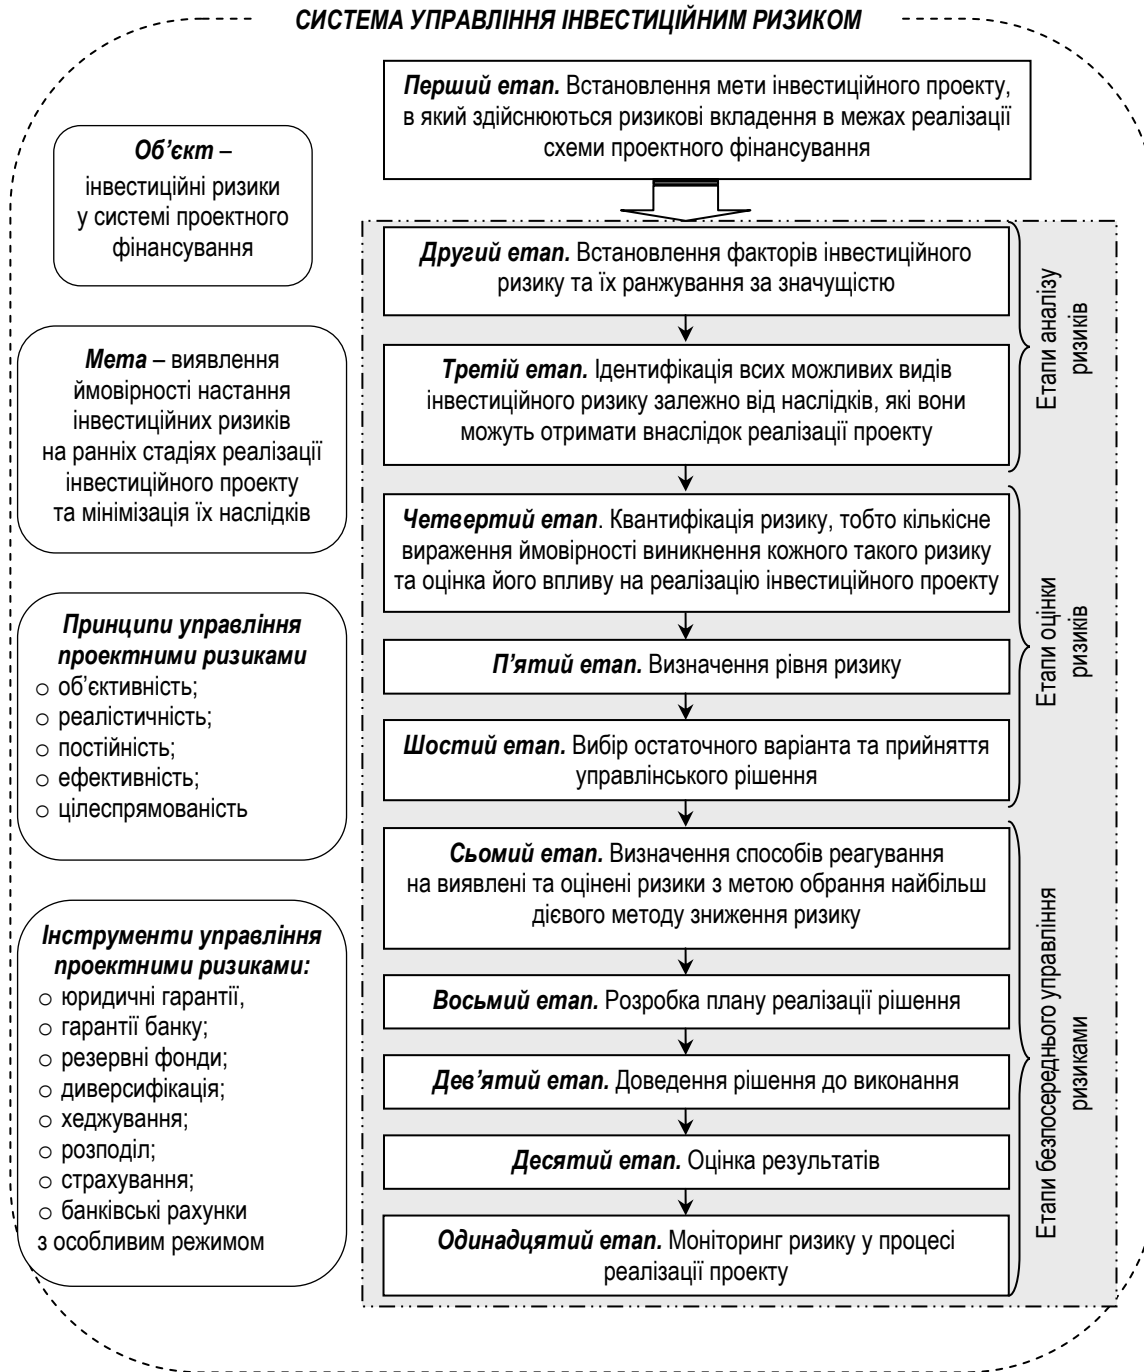 СИСТЕМА УПРАВЛІННЯ ІНВЕСТИЦІЙНИМ РИЗИКОМ
Об’єкт –
інвестиційні ризики
у системі проектного
фінансування
Мета – виявлення
ймовірності настання
інвестиційних ризиків
на ранніх стадіях реалізації
інвестиційного проекту
та мінімізація їх наслідків
Принципи управління
проектними ризиками
○ об’єктивність;
○ реалістичність;
○ постійність;
○ ефективність;
○ цілеспрямованість
Інструменти управління
проектними ризиками:
○ юридичні гарантії,
○ гарантії банку;
○ резервні фонди;
○ диверсифікація;
○ хеджування;
○ розподіл;
○ страхування;
○ банківські рахунки
з особливим режимом
Перший етап. Встановлення мети інвестиційного проекту,
в який здійснюються ризикові вкладення в межах реалізації
схеми проектного фінансування
Другий етап. Встановлення факторів інвестиційного
ризику та їх ранжування за значущістю
Третій етап. Ідентифікація всих можливих видів
інвестиційного ризику залежно від наслідків, які вони
можуть отримати внаслідок реалізації проекту
Етапи аналізу
ризиків
Четвертий етап. Квантифікація ризику, тобто кількісне
вираження ймовірності виникнення кожного такого ризику
та оцінка його впливу на реалізацію інвестиційного проекту
П’ятий етап. Визначення рівня ризику
Шостий етап. Вибір остаточного варіанта та прийняття
управлінського рішення
Етапи оцінки
ризиків
Сьомий етап. Визначення способів реагування
на виявлені та оцінені ризики з метою обрання найбільш
дієвого методу зниження ризику
Восьмий етап. Розробка плану реалізації рішення
Дев’ятий етап. Доведення рішення до виконання
Десятий етап. Оцінка результатів
Одинадцятий етап. Моніторинг ризику у процесі
реалізації проекту
Етапи безпосереднього управління
ризиками